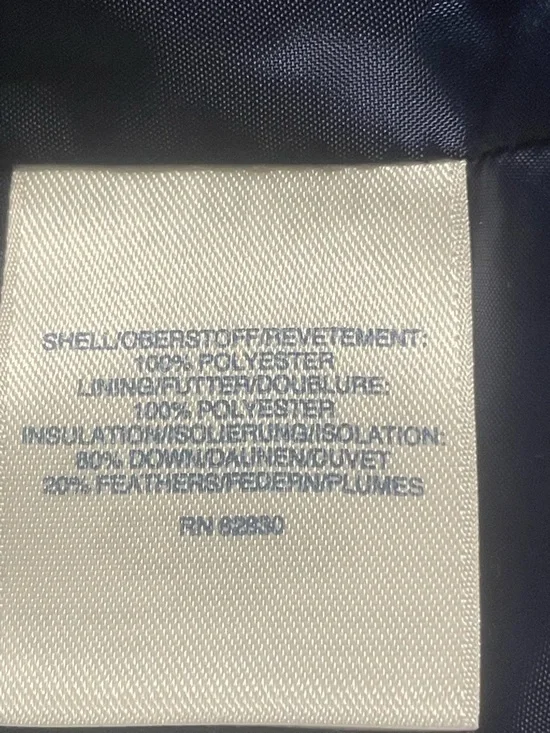 SHELL/OBERSTOFF/REVETEMENT:
100% POLYESTER
LINING/FUTTER/DOUBLURE:
100% POLYESTER
INSULATION/ISOLIERUNG/ISOLATION:
80% DOWN/DAUNEN/DUVET
20% FEATHERS/FEDERN/PLUMES
RN 62830